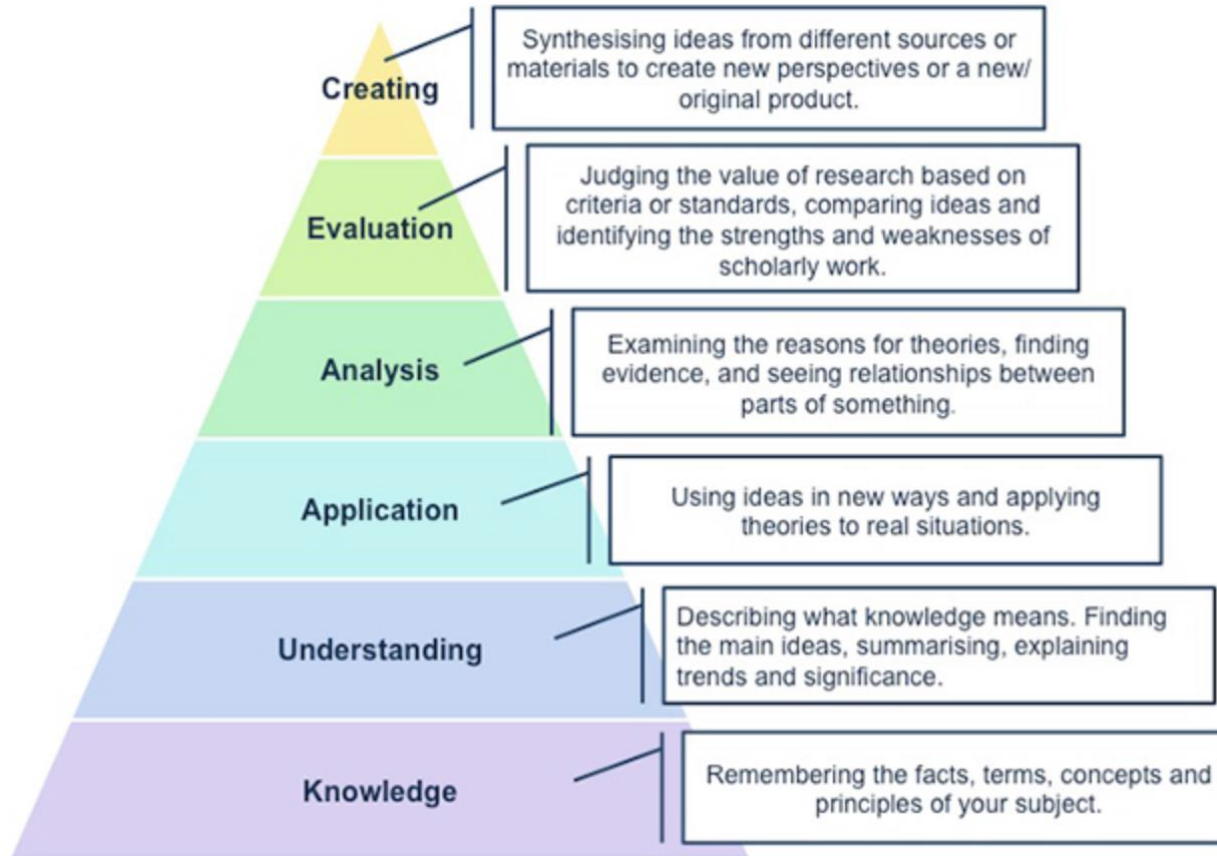 Creating
Synthesising ideas from different sources or
materials to create new perspectives or a new/
original product.
Evaluation
Judging the value of research based on
criteria or standards, comparing ideas and
identifying the strengths and weaknesses of
scholarly work.
Analysis
Examining the reasons for theories, finding
evidence, and seeing relationships between
parts of something.
Application
Using ideas in new ways and applying
theories to real situations.
Understanding
Describing what knowledge means. Finding
the main ideas, summarising, explaining
trends and significance.
Knowledge
Remembering the facts, terms, concepts and
principles of your subject.